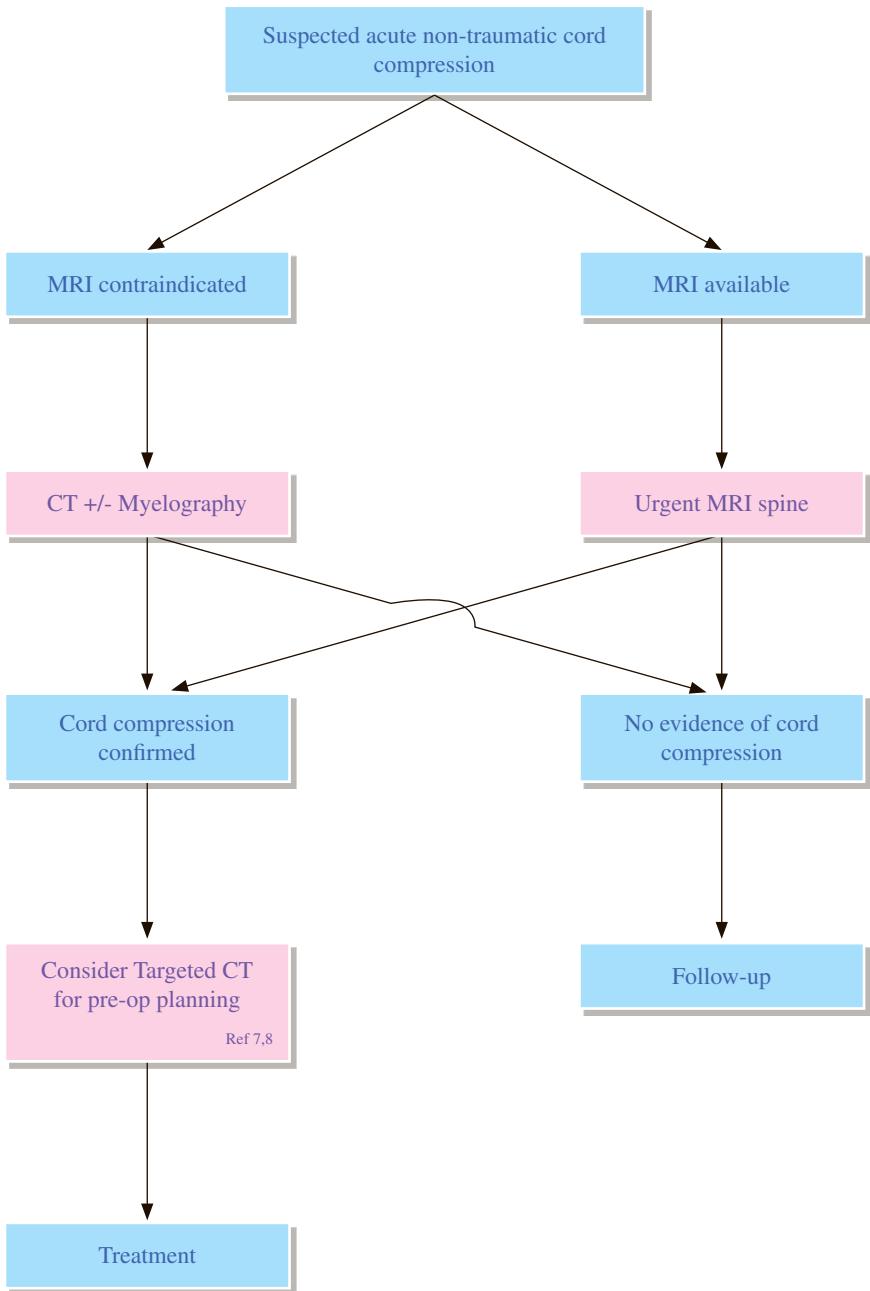 Suspected acute non-traumatic cord
compression
MRI contraindicated
MRI available
CT +/- Myelography
Urgent MRI spine
Cord compression
confirmed
No evidence of cord
compression
Consider Targeted CT
for pre-op planning
Ref 7,8
Follow-up
Treatment